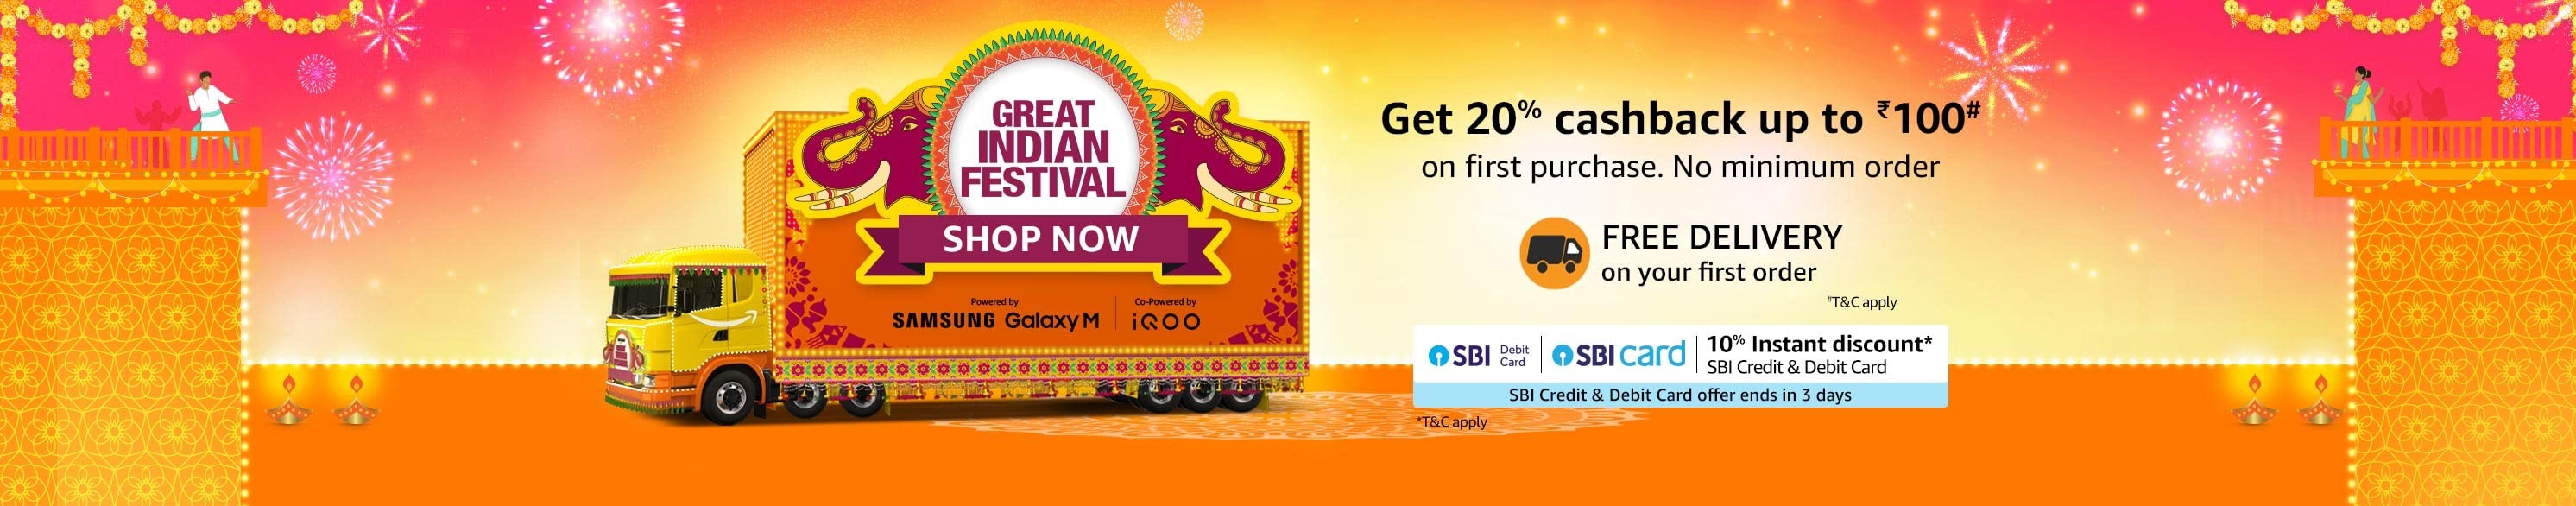 GREAT
INDIAN
FESTIVAL
SHOP NOW
Powered by
SAMSUNG Galaxy M
Co-Powered by
iQOO
Get 20% cashback up to ₹100#
on first purchase. No minimum order
FREE DELIVERY
on your first order
#T&C apply
SBI Debit Card
SBI card
10% Instant discount*
SBI Credit & Debit Card
SBI Credit & Debit Card offer ends in 3 days
*T&C apply